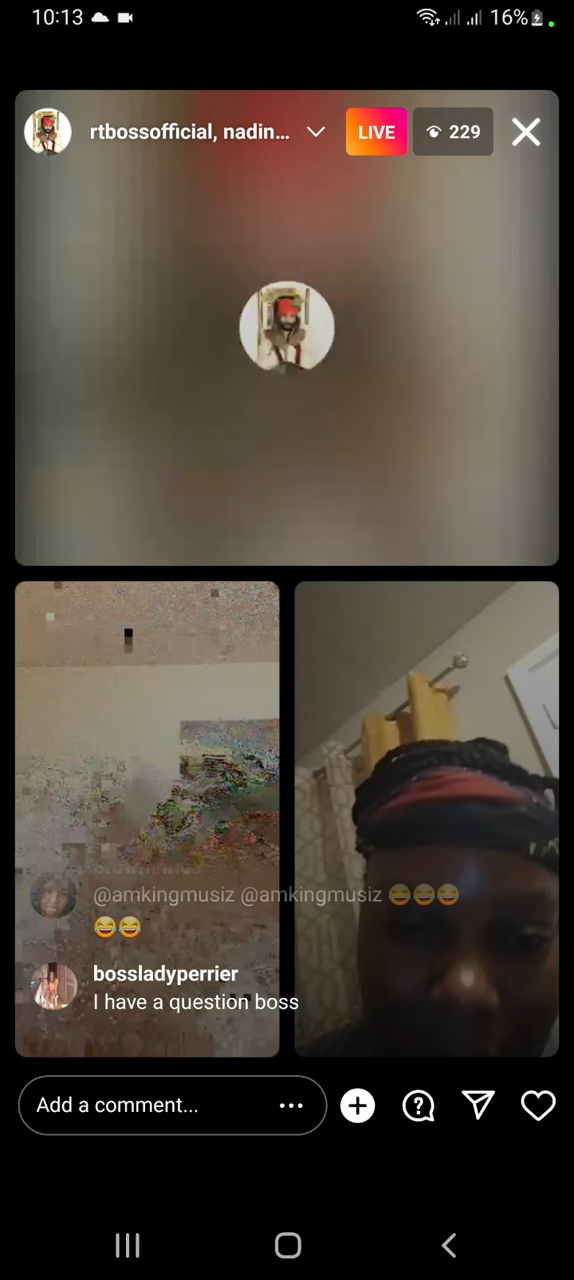 10:13
16%
rtbossofficial, nadin...
LIVE
229
@amkingmusiz @amkingmusiz 😂😂😂
😂😂
bossladyperrier
I have a question boss
Add a comment...